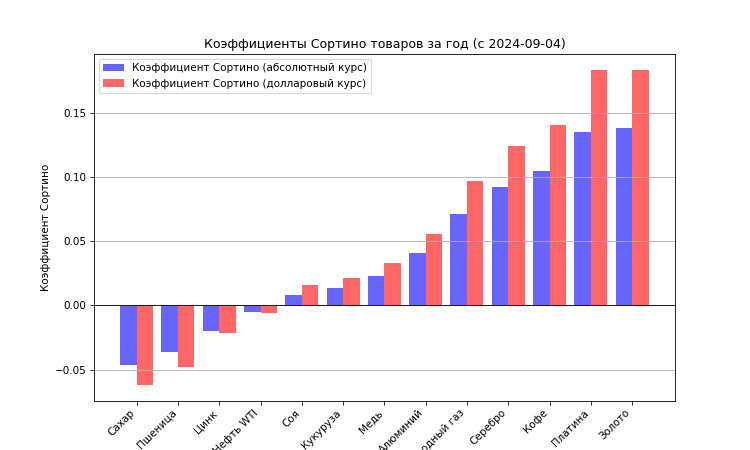 Коэффициенты Сортино товаров за год (с 2024-09-04)
Коэффициент Сортино (абсолютный курс)
Коэффициент Сортино (долларовый курс)
Коэффициент Сортино
0.15
0.10
0.05
0.00
−0.05
Сахар
Пшеница
Цинк
Нефть WTI
Соя
Кукуруза
Медь
Алюминий
газ
Серебро
Кофе
Платина
Золото